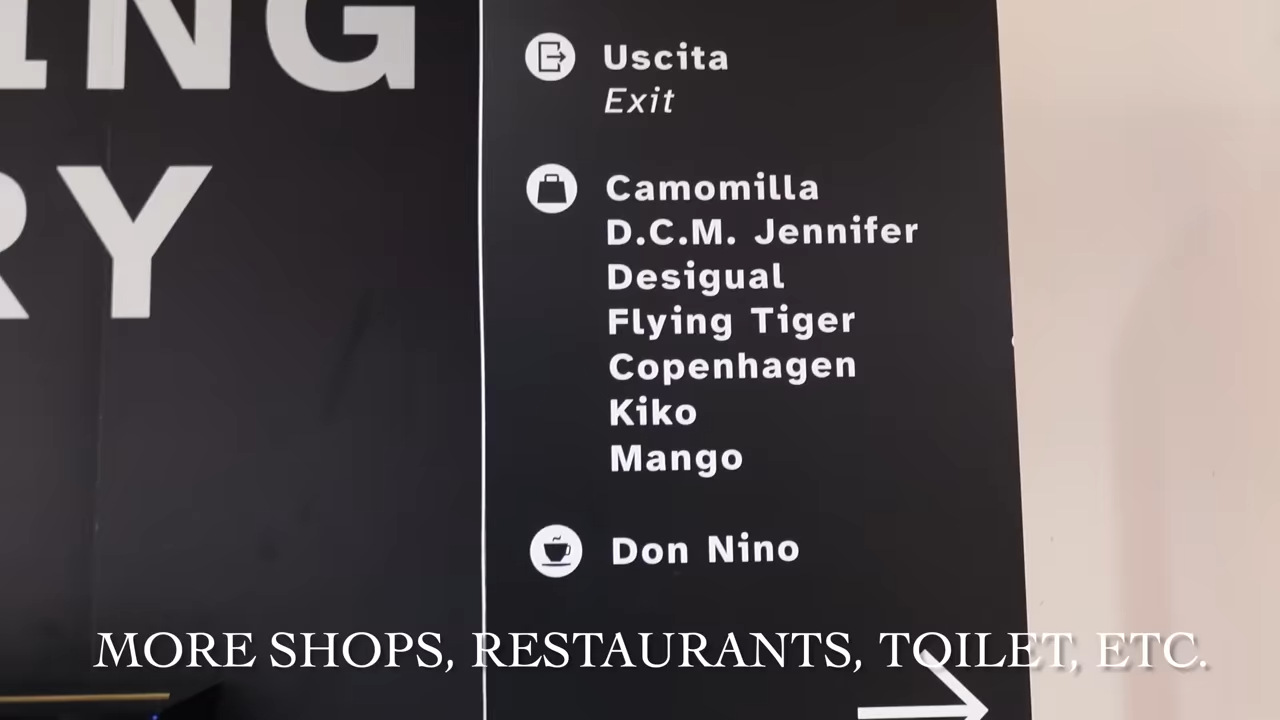 ING
RY
Uscita
Exit
Camomilla
D.C.M. Jennifer
Desigual
Flying Tiger
Copenhagen
Kiko
Mango
Don Nino
MORE SHOPS, RESTAURANTS, TOILET, ETC.